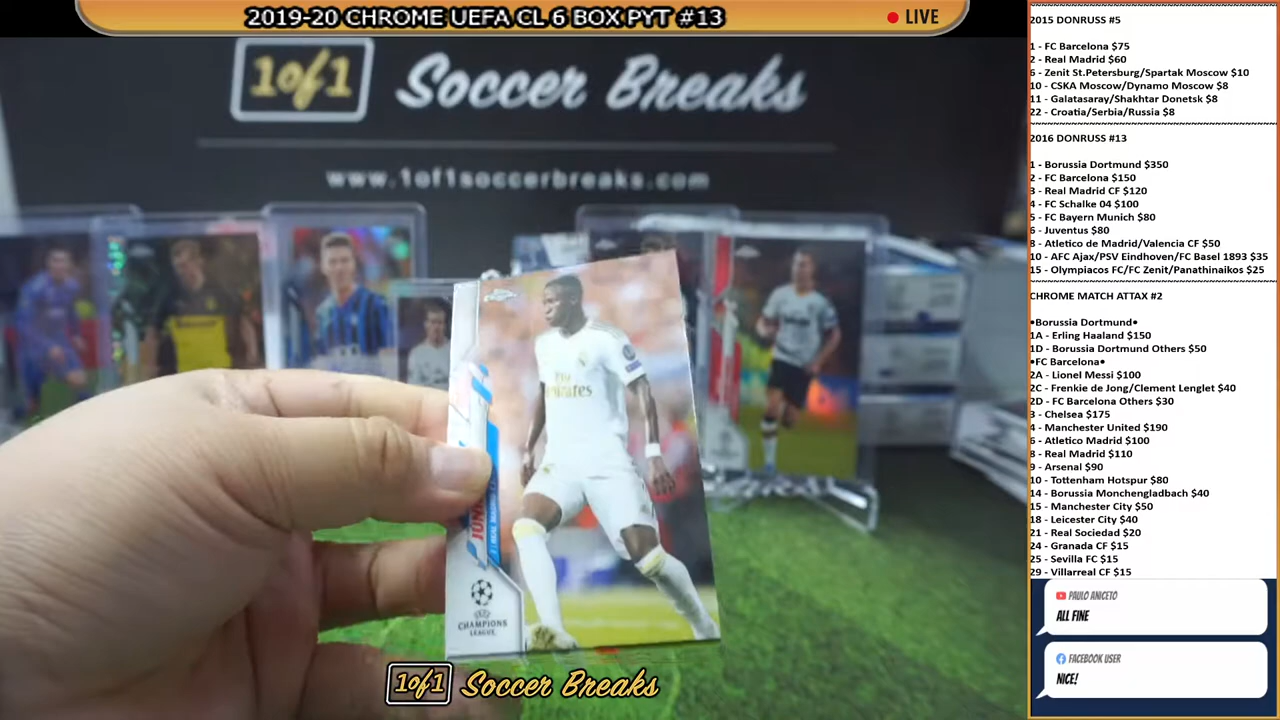 2019-20 CHROME UEFA CL 6 BOX PYT #13
LIVE
1of1 Soccer Breaks
www.1of1soccerbreaks.com
Fly
Emirates
CHAMPIONS
LEAGUE
1of1 Soccer Breaks
2015 DONRUSS #5
1 - FC Barcelona $75
2 - Real Madrid $60
6 - Zenit St.Petersburg/Spartak Moscow $10
10 - CSKA Moscow/Dynamo Moscow $8
11 - Galatasaray/Shakhtar Donetsk $8
22 - Croatia/Serbia/Russia $8
2016 DONRUSS #13
1 - Borussia Dortmund $350
2 - FC Barcelona $150
3 - Real Madrid CF $120
4 - FC Schalke 04 $100
5 - FC Bayern Munich $80
6 - Juventus $80
8 - Atletico de Madrid/Valencia CF $50
10 - AFC Ajax/PSV Eindhoven/FC Basel 1893 $35
15 - Olympiacos FC/FC Zenit/Panathinaikos $25
CHROME MATCH ATTAX #2
•Borussia Dortmund•
1A - Erling Haaland $150
1D - Borussia Dortmund Others $50
•FC Barcelona•
2A - Lionel Messi $100
2C - Frenkie de Jong/Clement Lenglet $40
2D - FC Barcelona Others $30
3 - Chelsea $175
4 - Manchester United $190
6 - Atletico Madrid $100
8 - Real Madrid $110
9 - Arsenal $90
10 - Tottenham Hotspur $80
14 - Borussia Monchengladbach $40
15 - Manchester City $50
18 - Leicester City $40
21 - Real Sociedad $20
24 - Granada CF $15
25 - Sevilla FC $15
29 - Villarreal CF $15
PAULO ANICETO
ALL FINE
FACEBOOK USER
NICE!